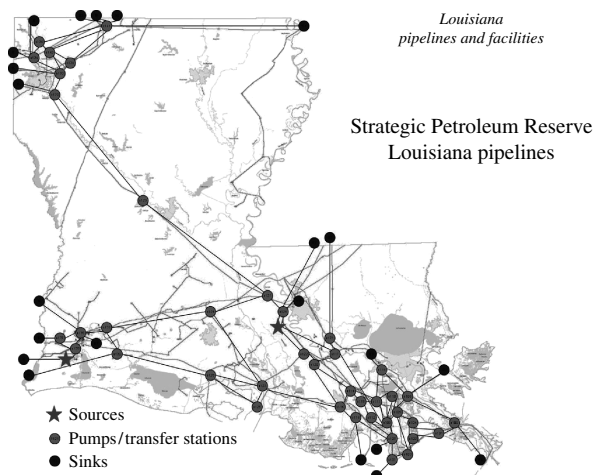 Louisiana
pipelines and facilities
Strategic Petroleum Reserve
Louisiana pipelines
Sources
Pumps/transfer stations
Sinks